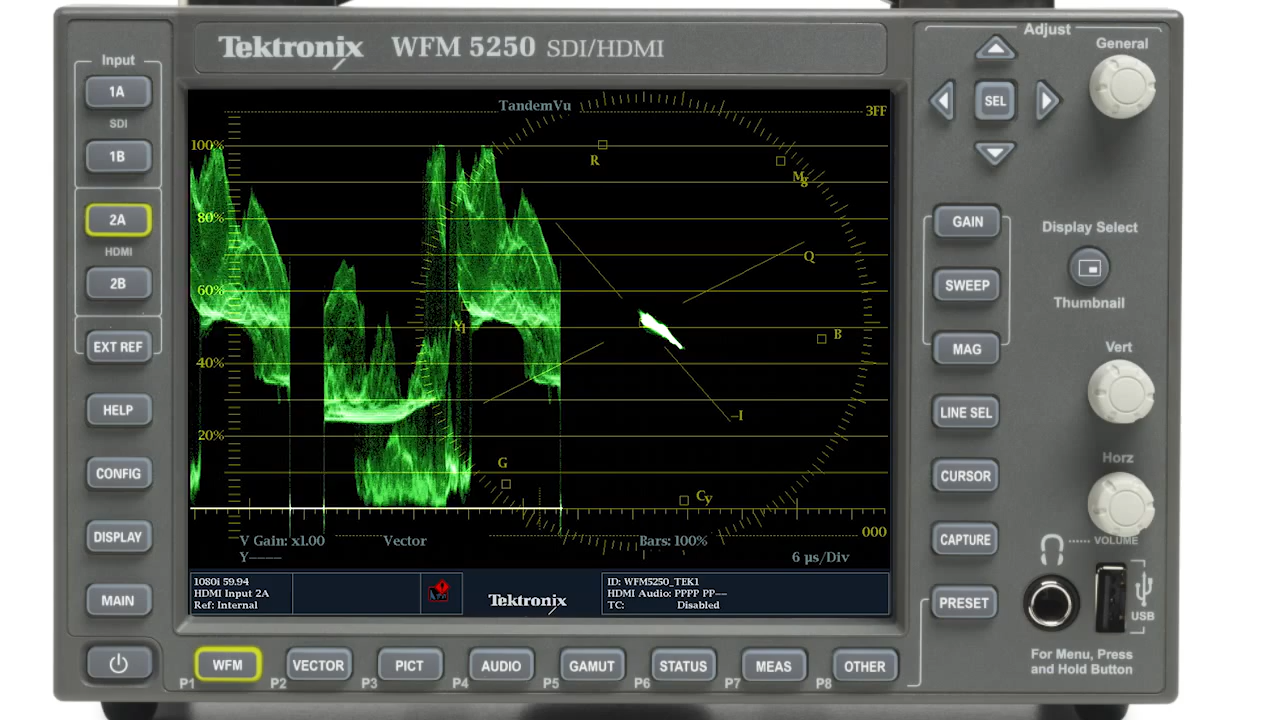 Tektronix WFM 5250 SDI/HDMI
Input
1A
SDI
1B
2A
HDMI
2B
EXT REF
HELP
CONFIG
DISPLAY
MAIN
TandemVu
3FF
100%
80%
60%
40%
20%
R
Mg
Q
B
Yl
–I
G
Cy
000
V Gain: x1.00
Vector
Bars: 100%
Y––––
6 µs/Div
1080i 59.94
HDMI Input 2A
Ref: Internal
Tektronix
ID: WFM5250_TEK1
HDMI Audio: PPPP PP––
TC: Disabled
WFM
VECTOR
PICT
AUDIO
GAMUT
STATUS
MEAS
OTHER
P1
P2
P3
P4
P5
P6
P7
P8
Adjust
General
SEL
GAIN
SWEEP
MAG
LINE SEL
CURSOR
CAPTURE
PRESET
Display Select
Thumbnail
Vert
Horz
VOLUME
USB
For Menu, Press
and Hold Button